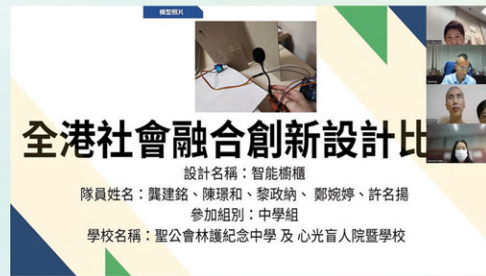 模型照片
全港社會融合創新設計比
設計名稱：智能櫥櫃
隊員姓名：龔建銘、陳璟和、黎政納、鄭婉婷、許名揚
參加組別：中學組
學校名稱：聖公會林護紀念中學 及 心光盲人院暨學校